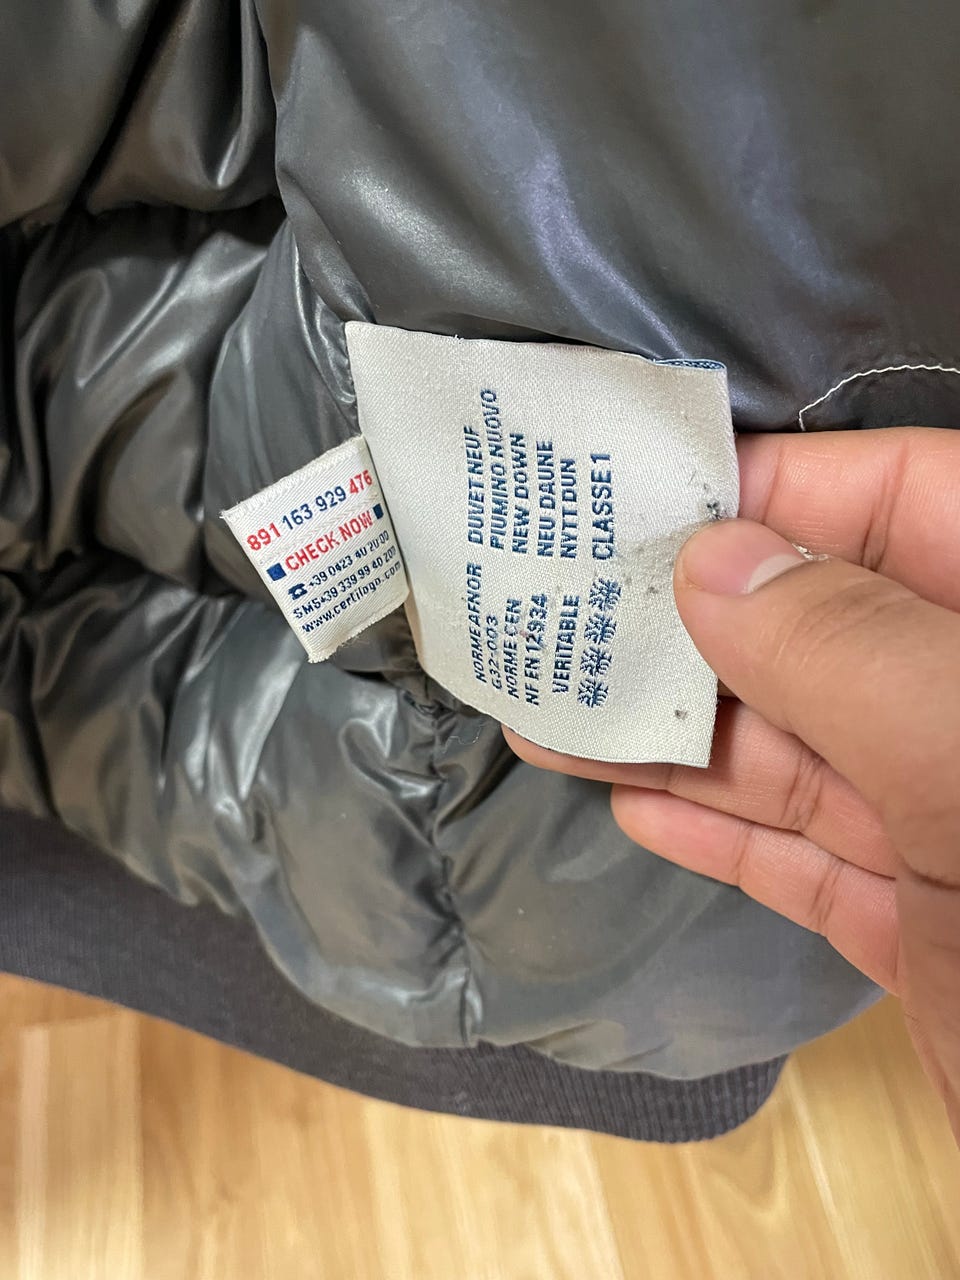 891 163 929 476
CHECK NOW
☎+39 0423 40 20 00
SMS+39 339 99 40 200
www.certilogo.com
DUVET NEUF
PIUMINO NUOVO
NEW DOWN
NEU DAUNE
NYTT DUN
CLASSE 1
NORME AFNOR
G32-003
NORME CEN
NF EN 12934
VERITABLE